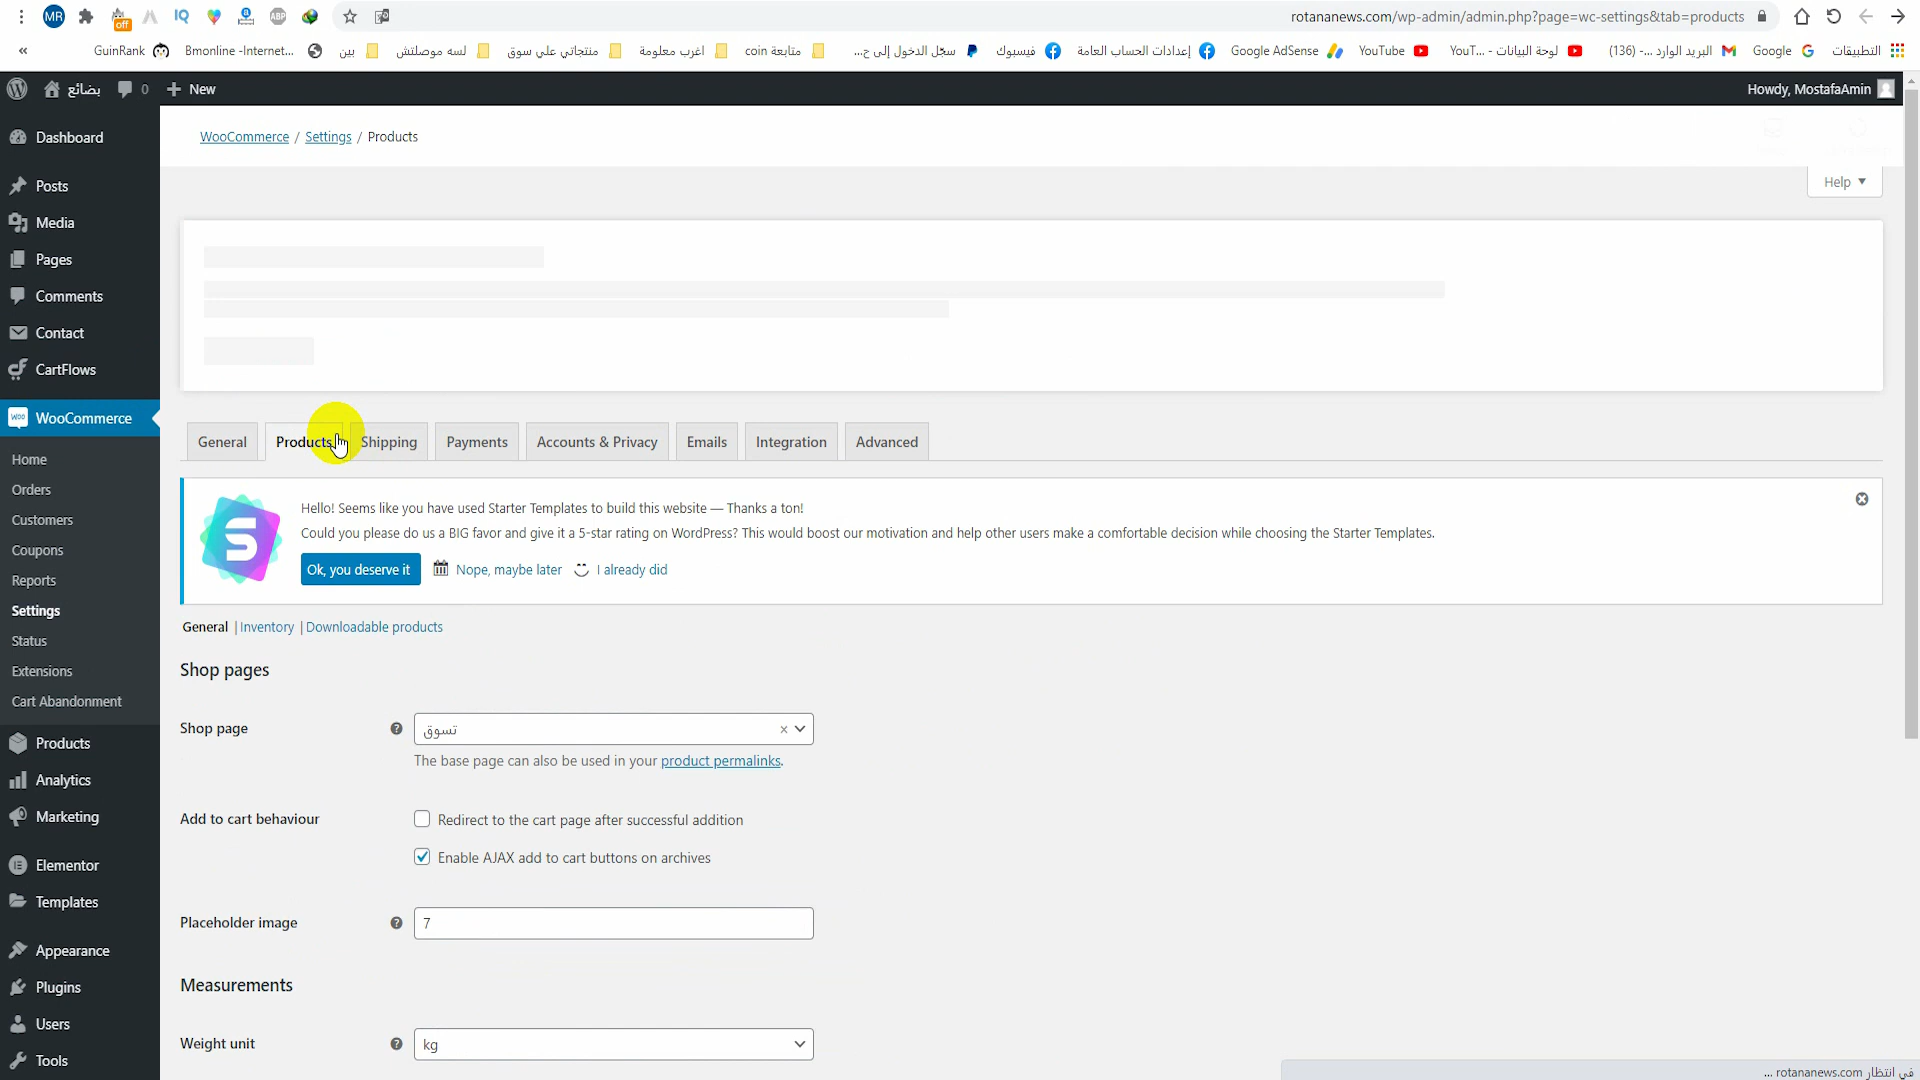 rotananews.com/wp-admin/admin.php?page=wc-settings&tab=products
MR
off
IQ
ABP
GuinRank
Bmonline -Internet...
بين
لسه موصلتش
منتجاتي علي سوق
اغرب معلومة
متابعة coin
سجّل الدخول إلى ح...
فيسبوك
إعدادات الحساب العامة
Google AdSense
YouTube
لوحة البيانات - YouT...
البريد الوارد ...- (136)
Google
التطبيقات
بضائع
0
New
Howdy, MostafaAmin
WooCommerce / Settings / Products
Help
Dashboard
Posts
Media
Pages
Comments
Contact
CartFlows
WooCommerce
Home
Orders
Customers
Coupons
Reports
Settings
Status
Extensions
Cart Abandonment
Products
Analytics
Marketing
Elementor
Templates
Appearance
Plugins
Users
Tools
General
Products
Shipping
Payments
Accounts & Privacy
Emails
Integration
Advanced
Hello! Seems like you have used Starter Templates to build this website — Thanks a ton!
Could you please do us a BIG favor and give it a 5-star rating on WordPress? This would boost our motivation and help other users make a comfortable decision while choosing the Starter Templates.
Ok, you deserve it
Nope, maybe later
I already did
General | Inventory | Downloadable products
Shop pages
Shop page
تسوق
The base page can also be used in your product permalinks.
Add to cart behaviour
Redirect to the cart page after successful addition
Enable AJAX add to cart buttons on archives
Placeholder image
7
Measurements
Weight unit
kg
في انتظار rotananews.com ...